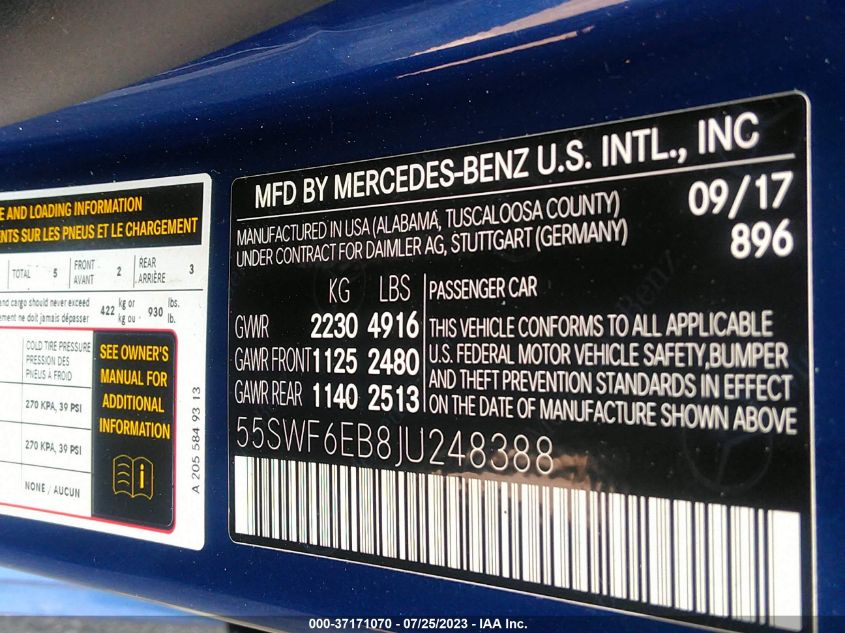 E AND LOADING INFORMATION
ENTS SUR LES PNEUS ET LE CHARGEMENT
TOTAL 5 FRONT AVANT 2 REAR ARRIÈRE 3
and cargo should never exceed 422 kg or 930 lbs.
ement ne doit jamais dépasser kg ou lb.
COLD TIRE PRESSURE
PRESSION DES
PNEUS À FROID
270 KPA, 39 PSI
270 KPA, 39 PSI
NONE / AUCUN
SEE OWNER'S
MANUAL FOR
ADDITIONAL
INFORMATION
A 205 584 93 13
MFD BY MERCEDES-BENZ U.S. INTL., INC
MANUFACTURED IN USA (ALABAMA, TUSCALOOSA COUNTY)
UNDER CONTRACT FOR DAIMLER AG, STUTTGART (GERMANY)
09/17
896
KG LBS
GVWR 2230 4916
GAWR FRONT 1125 2480
GAWR REAR 1140 2513
PASSENGER CAR
THIS VEHICLE CONFORMS TO ALL APPLICABLE
U.S. FEDERAL MOTOR VEHICLE SAFETY,BUMPER
AND THEFT PREVENTION STANDARDS IN EFFECT
ON THE DATE OF MANUFACTURE SHOWN ABOVE
55SWF6EB8JU248388
000-37171070 - 07/25/2023 - IAA Inc.